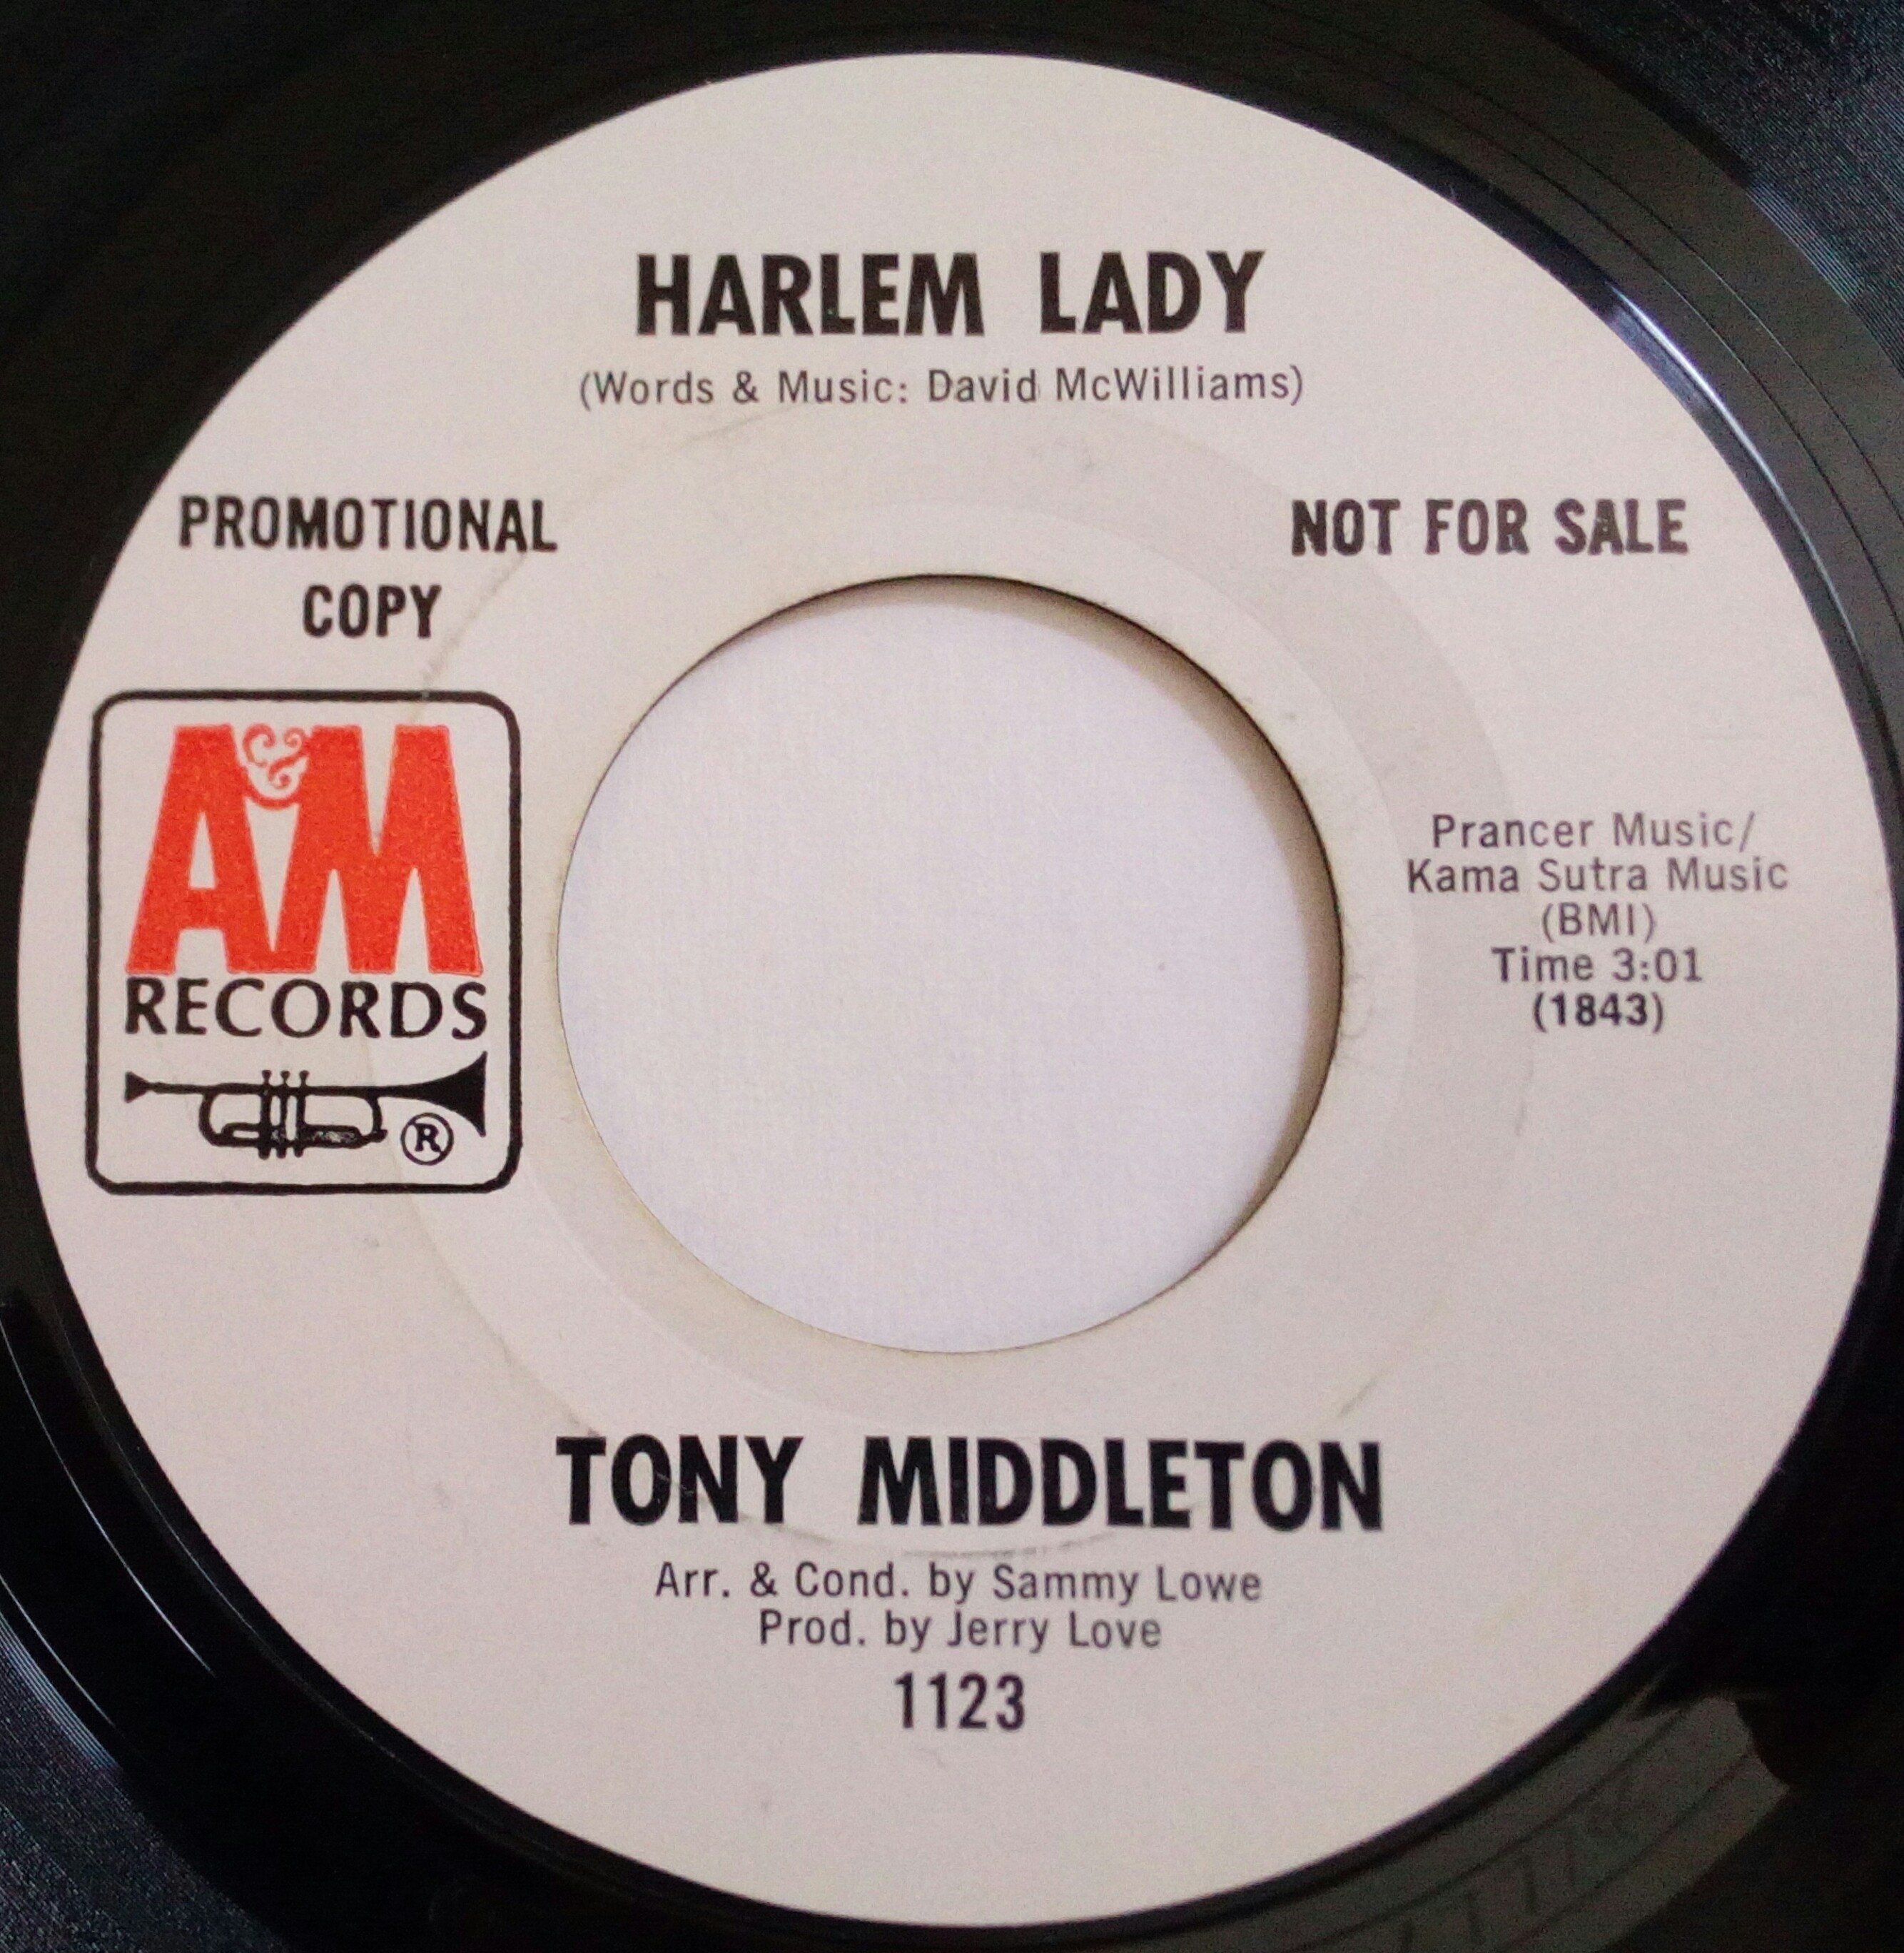 HARLEM LADY
(Words & Music: David McWilliams)
PROMOTIONAL
COPY
NOT FOR SALE
A&M
RECORDS
®
Prancer Music/
Kama Sutra Music
(BMI)
Time 3:01
(1843)
TONY MIDDLETON
Arr. & Cond. by Sammy Lowe
Prod. by Jerry Love
1123